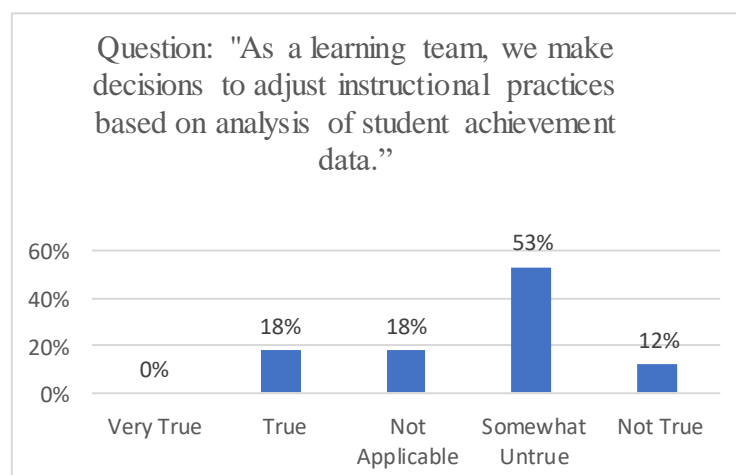 Question: "As a learning team, we make
decisions to adjust instructional practices
based on analysis of student achievement
data.”
60%
53%
40%
20%
18%
18%
12%
0%
0%
Very True
True
Not
Applicable
Somewhat
Untrue
Not True